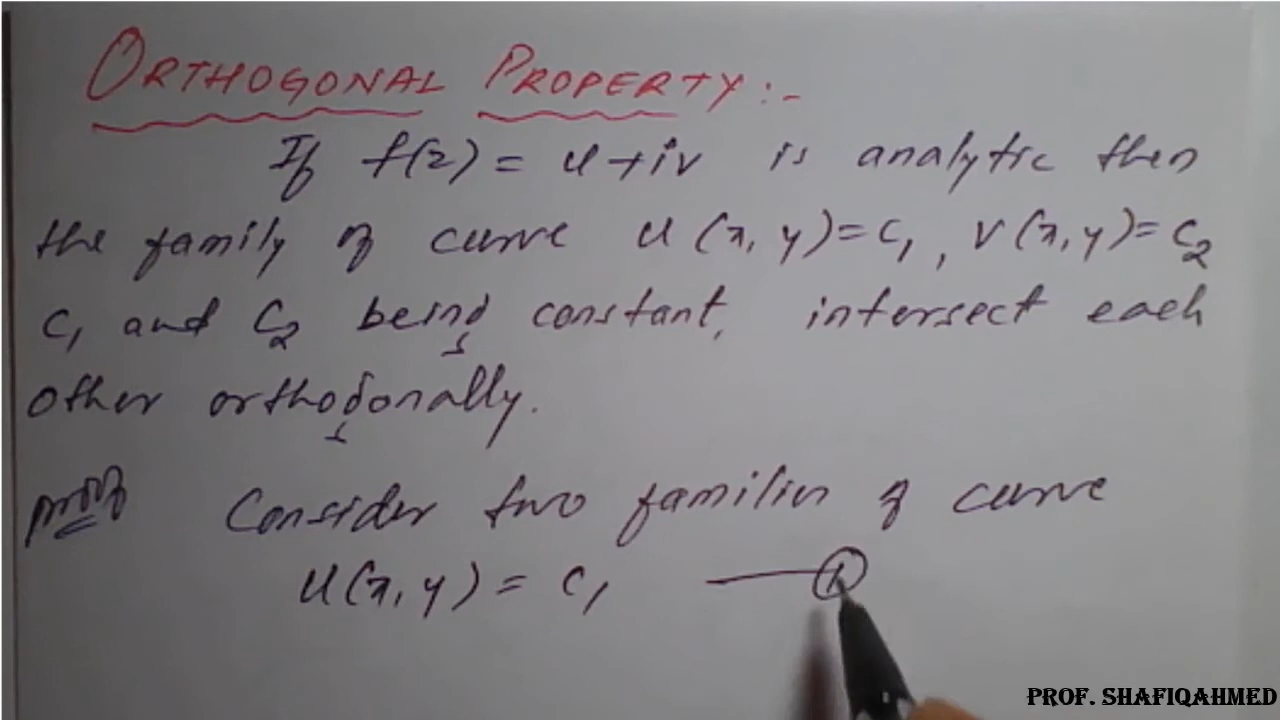 ORTHOGONAL PROPERTY:-
If f(z) = u+iv is analytic then
the family of curve u(x, y)=C1, v(x, y)=C2
C1 and C2 being constant, intersect each
other orthogonally.
proof Consider two families of curve
u(x, y) = C1 —— 1
PROF. SHAFIQAHMED